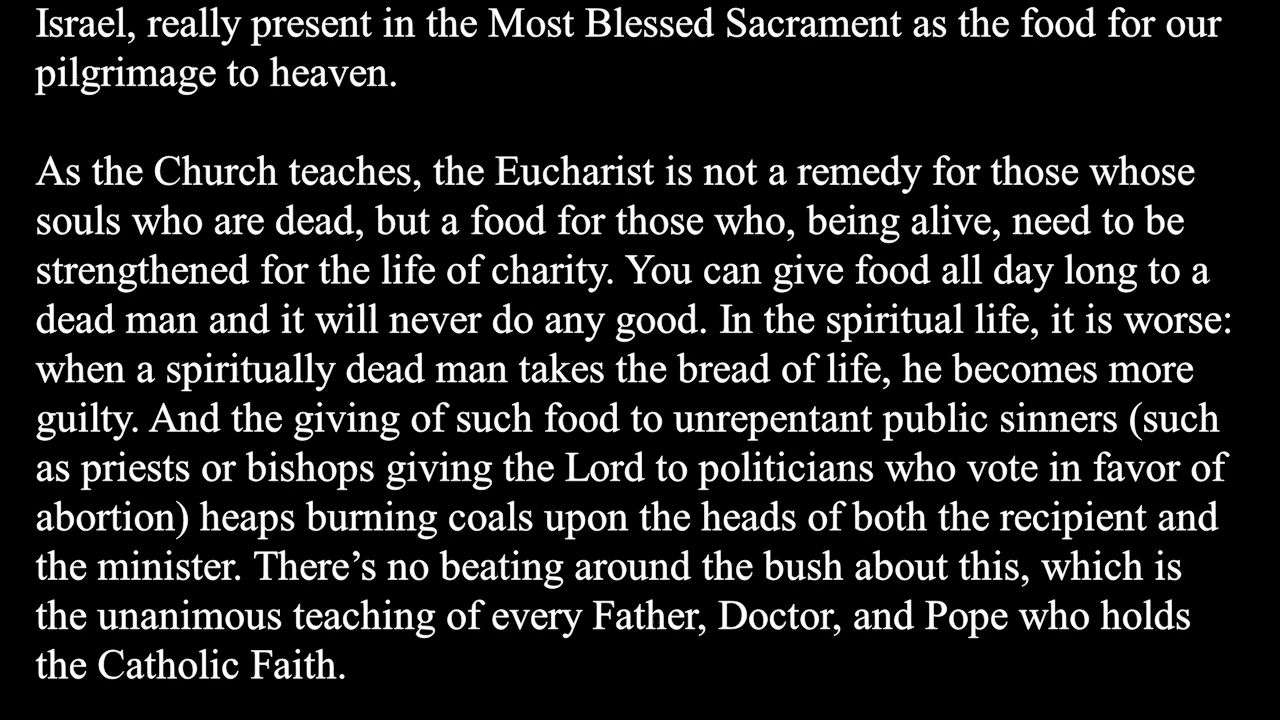 Israel, really present in the Most Blessed Sacrament as the food for our
pilgrimage to heaven.
As the Church teaches, the Eucharist is not a remedy for those whose
souls who are dead, but a food for those who, being alive, need to be
strengthened for the life of charity. You can give food all day long to a
dead man and it will never do any good. In the spiritual life, it is worse:
when a spiritually dead man takes the bread of life, he becomes more
guilty. And the giving of such food to unrepentant public sinners (such
as priests or bishops giving the Lord to politicians who vote in favor of
abortion) heaps burning coals upon the heads of both the recipient and
the minister. There’s no beating around the bush about this, which is
the unanimous teaching of every Father, Doctor, and Pope who holds
the Catholic Faith.